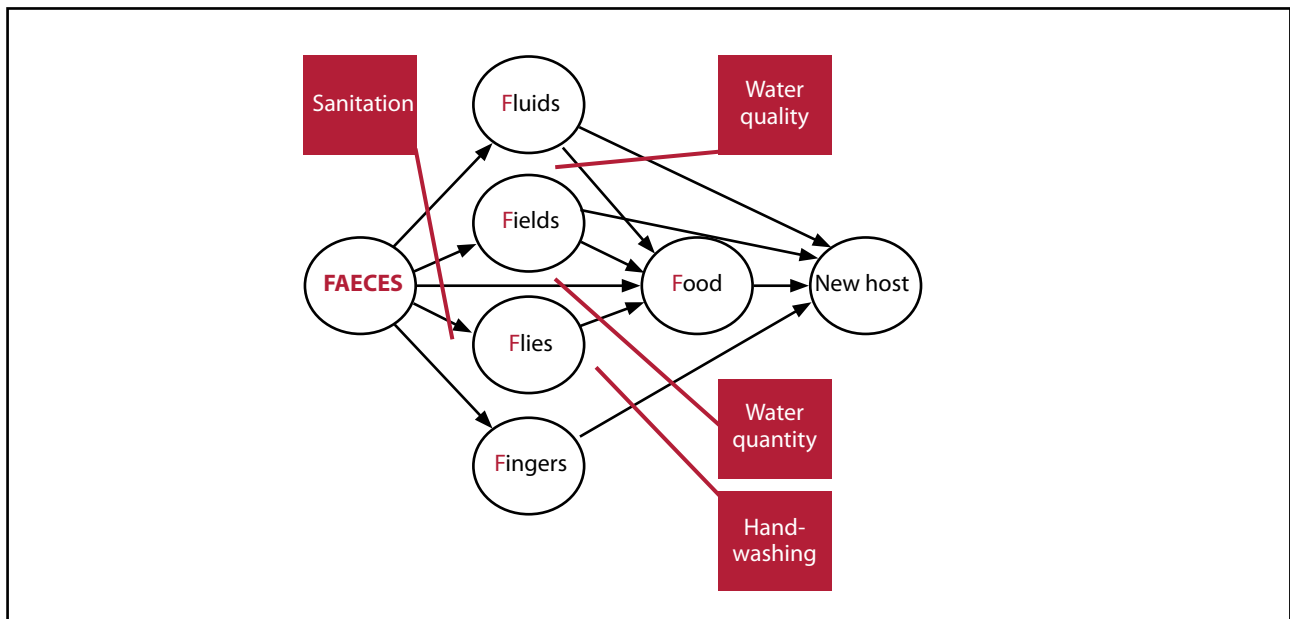 Sanitation
Fluids
Water
quality
Fields
FAECES
Food
New host
Flies
Water
quantity
Fingers
Hand-
washing